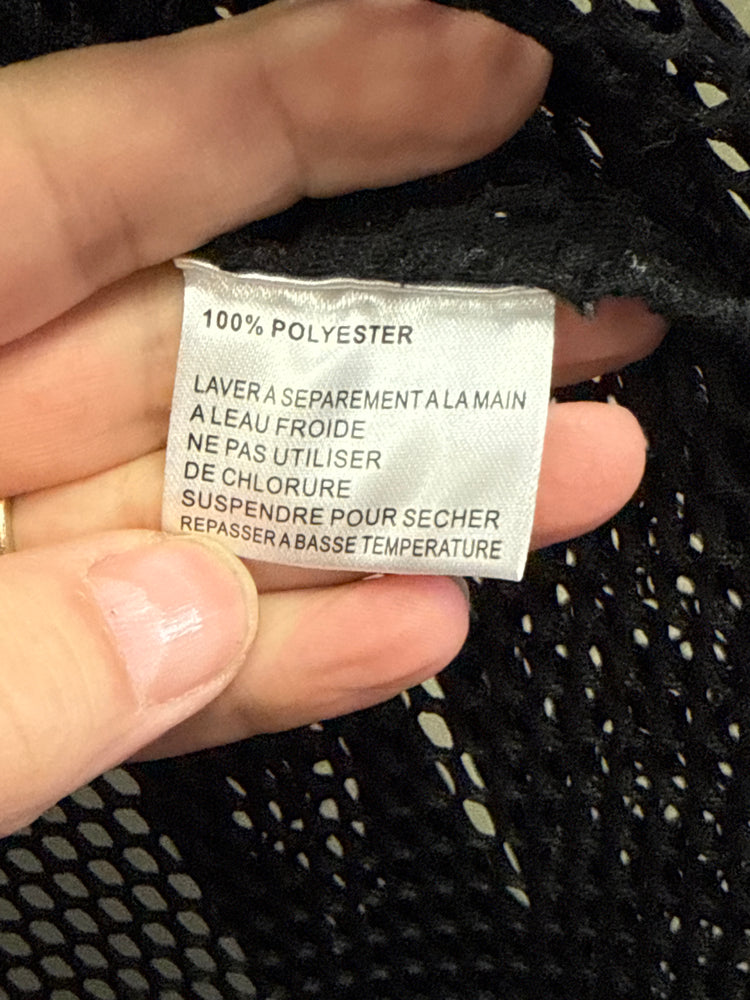 100% POLYESTER
LAVER A SEPAREMENT A LA MAIN
A LEAU FROIDE
NE PAS UTILISER
DE CHLORURE
SUSPENDRE POUR SECHER
REPASSER A BASSE TEMPERATURE